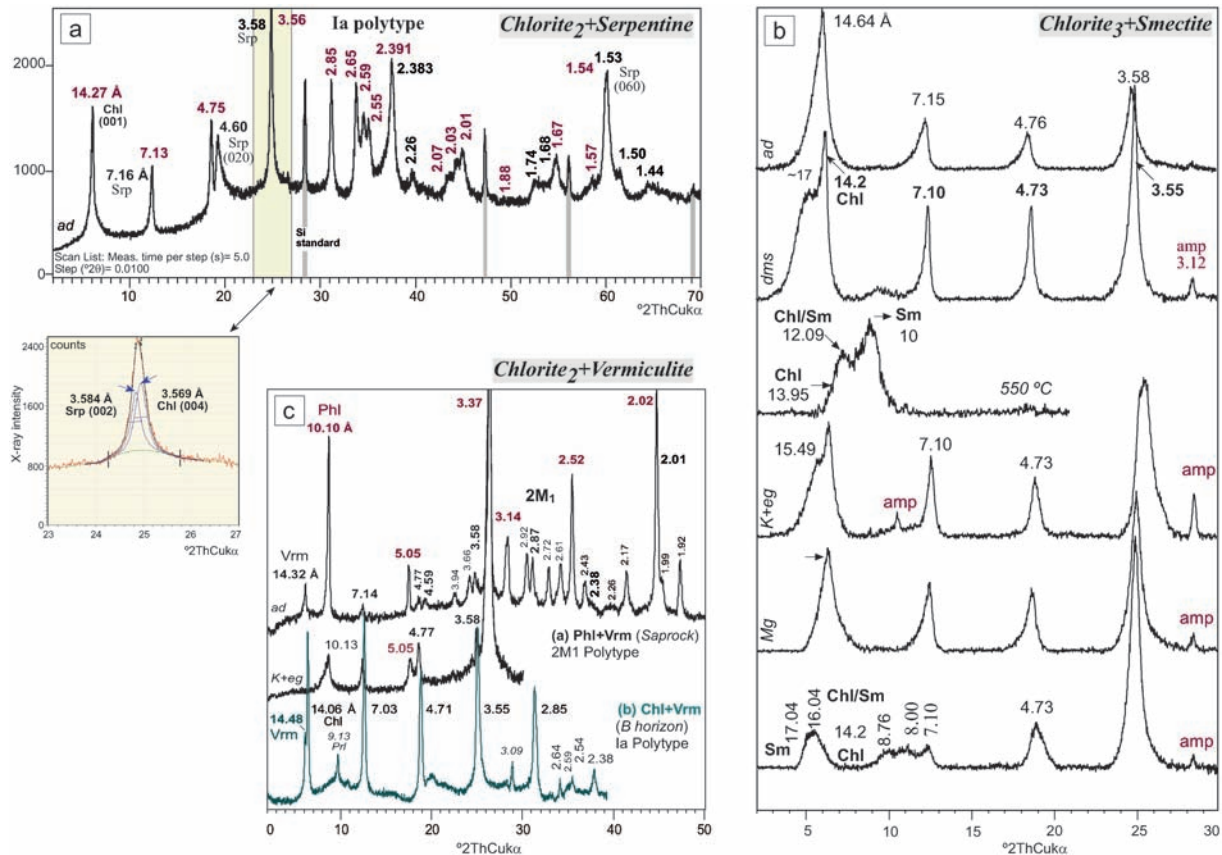 a
3.58
Srp
3.56
Ia polytype
Chlorite2+Serpentine
2000
1000
0
14.27 Å
Chl
(001)
7.13
7.16 Å
Srp
4.75
4.60
Srp
(020)
2.85
2.65
2.59
2.55
2.391
2.383
2.26
2.07
2.03
2.01
1.88
1.74
1.68
1.67
1.57
1.54
1.53
Srp
(060)
1.50
1.44
ad
Si
standard
Scan List: Meas. time per step (s)= 5.0
Step (º2θ)= 0.0100
2 10 20 30 40 50 60 70
º2ThCukα
2400
1600
800
counts
X-ray intensity
3.584 Å
Srp (002)
3.569 Å
Chl (004)
23 24 25 26 27
º2ThCukα
Chlorite2+Vermiculite
c
Phl
10.10 Å
3.37
2.02
2.01
2.52
2M1
3.14
Vrm
14.32 Å
7.14
5.05
4.77
4.59
3.94
3.66
3.58
2.92
2.87
2.72
2.61
2.43
2.38
2.26
2.17
1.99
1.92
ad
(a) Phl+Vrm (Saprock)
2M1 Polytype
K+eg
10.13
5.05
4.77
3.58
14.48
Vrm
14.06 Å
Chl
9.13
Prl
7.03
4.71
3.55
3.09
2.85
2.64
2.59
2.54
2.38
(b) Chl+Vrm
(B horizon)
Ia Polytype
0 10 20 30 40 50
º2ThCukα
b
Chlorite3+Smectite
14.64 Å
7.15
4.76
3.58
ad
~17
14.2
Chl
7.10
4.73
3.55
amp
3.12
dms
Chl/Sm
12.09
Sm
10
Chl
13.95
550 ºC
15.49
amp
7.10
4.73
amp
K+eg
Mg
amp
17.04
16.04
Chl/Sm
Sm
14.2
Chl
8.76
8.00
7.10
4.73
amp
5 10 15 20 25 30
º2ThCukα